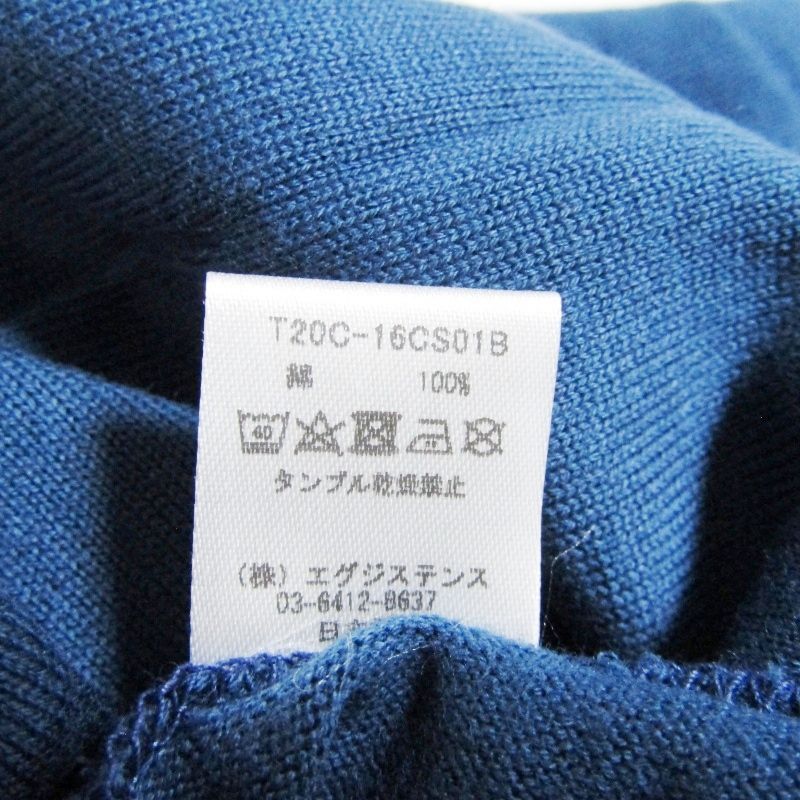 T20C-16CS01B
綿 100%
40
タンブル乾燥禁止
(株) エグジステンス
03-6412-8637